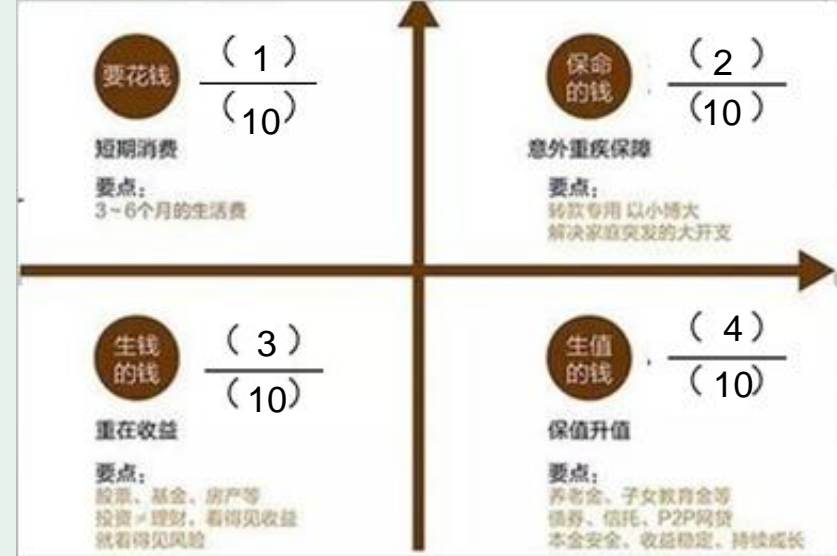 要花钱
（1）
（10）
短期消费
要点：
3~6个月的生活费
保命
的钱
（2）
（10）
意外重疾保障
要点：
转款专用 以小博大
解决家庭突发的大开支
生钱
的钱
（3）
（10）
重在收益
要点：
股票、基金、房产等
投资≠理财，看得见收益
就看得见风险
生值
的钱
（4）
（10）
保值升值
要点：
养老金、子女教育金等
债券、信托、P2P网贷
本金安全、收益稳定、持续成长